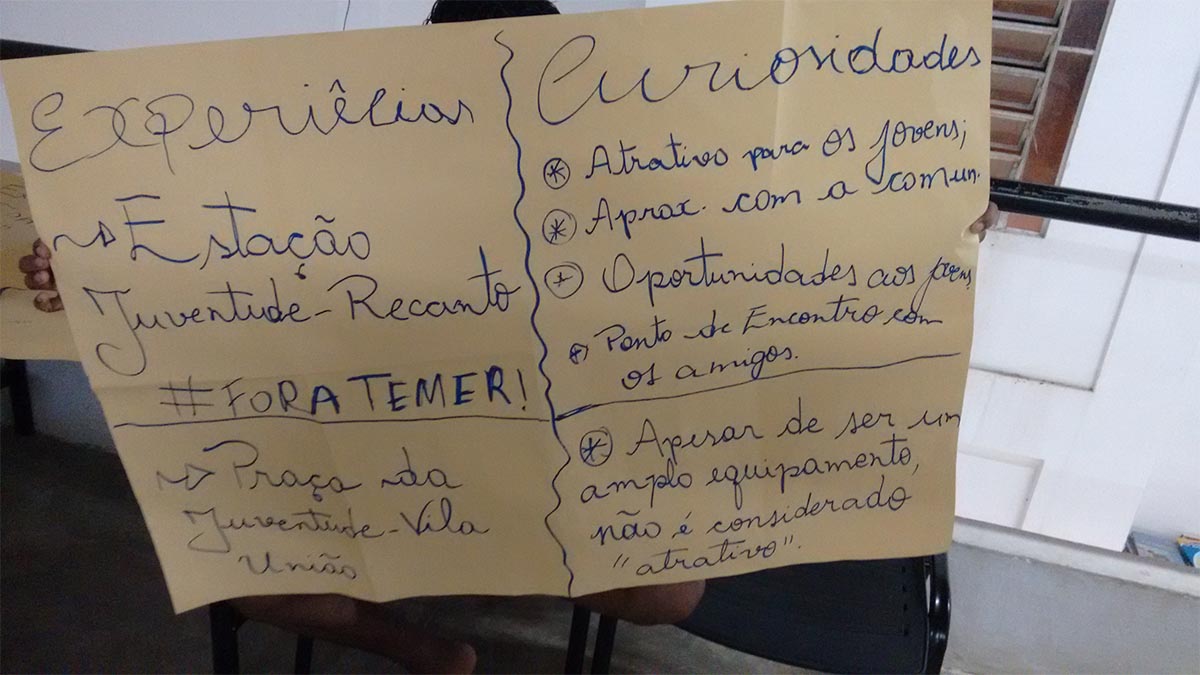 Experiêcias
Estação
Juventude-Recanto
#FORA TEMER!
Praça da
Juventude-Vila
União
Curiosidades
Atrativo para os jovens;
Aprox. com a comun.
Oportunidades aos jovens,
Ponto de Encontro com
os amigos.
Apesar de ser um
amplo equipamento,
não é considerado
"atrativo".